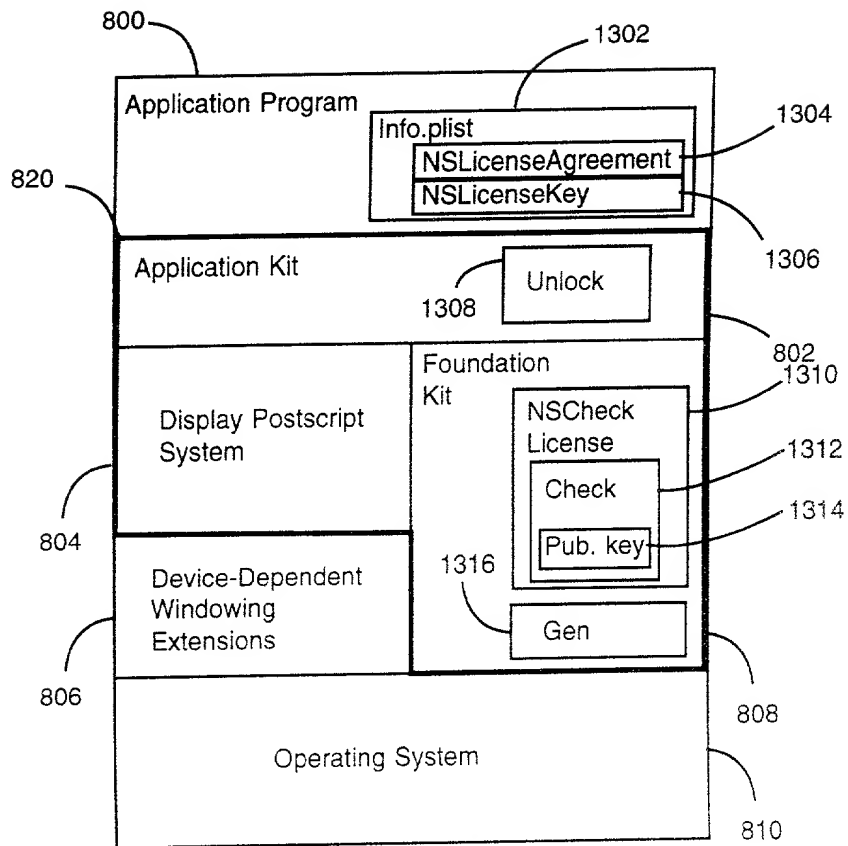 800
1302
Application Program
Info.plist
1304
NSLicenseAgreement
820
NSLicenseKey
1306
Application Kit
Unlock
1308
802
Foundation
Kit
1310
NSCheck
License
Display Postscript
System
1312
Check
1314
Pub. key
804
1316
Device-Dependent
Windowing
Extensions
Gen
806
808
Operating System
810